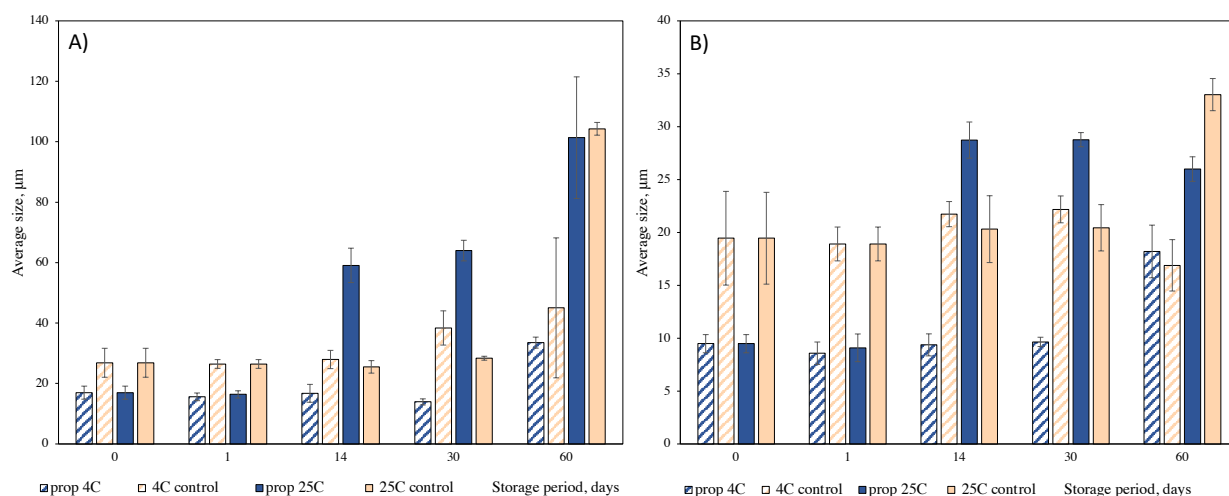 A)
Average size, µm
140
120
100
80
60
40
20
0
0 1 14 30 60
prop 4C 4C control prop 25C 25C control Storage period, days
B)
Average size, µm
40
35
30
25
20
15
10
5
0
0 1 14 30 60
prop 4C 4C control prop 25C 25C control Storage period, days